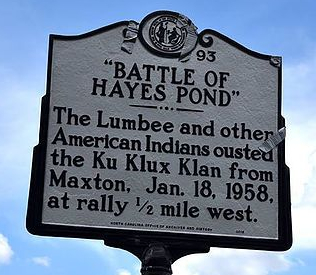 I 93
"BATTLE OF
HAYES POND"
The Lumbee and other
American Indians ousted
the Ku Klux Klan from
Maxton, Jan. 18, 1958,
at rally ½ mile west.
NORTH CAROLINA OFFICE OF ARCHIVES AND HISTORY